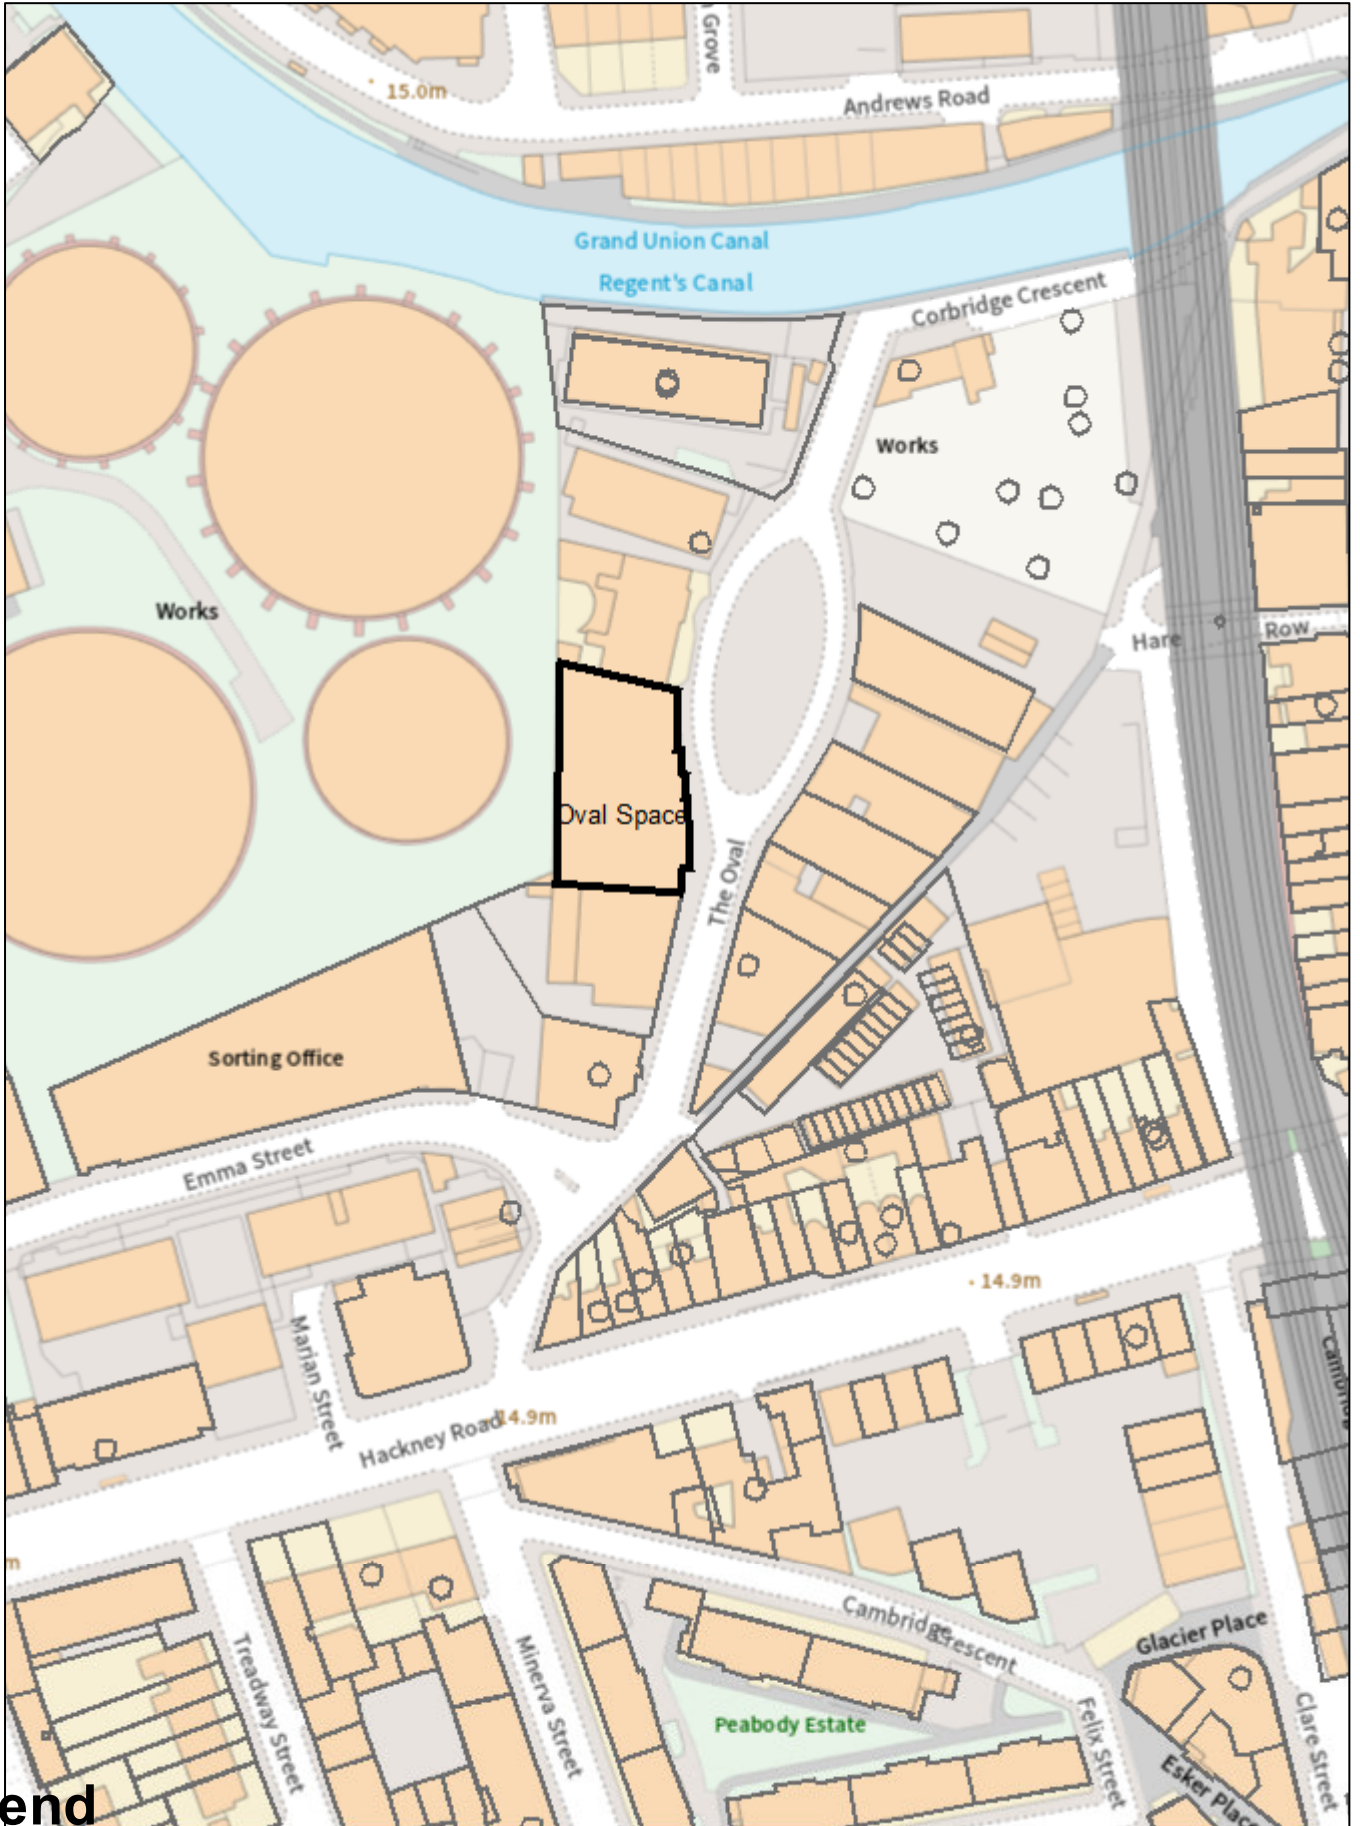 Grove
15.0m
Andrews Road
Grand Union Canal
Regent's Canal
Corbridge Crescent
Works
Works
Hare Row
Oval Space
The Oval
Sorting Office
Emma Street
14.9m
Marian Street
14.9m
Hackney Road
Cambridge Crescent
Glacier Place
Treadway Street
Minerva Street
Peabody Estate
Felix Street
Clare Street
Esker Place
end